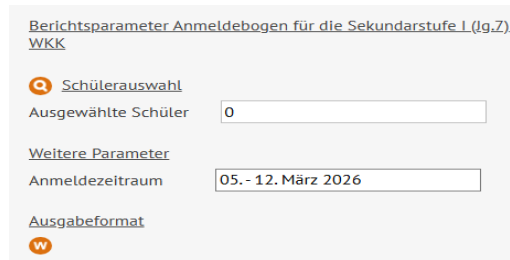 Berichtsparameter Anmeldebogen für die Sekundarstufe I (Jg.7)
WKK
Schülerauswahl
Ausgewählte Schüler 0
Weitere Parameter
Anmeldezeitraum 05. - 12. März 2026
Ausgabeformat
W